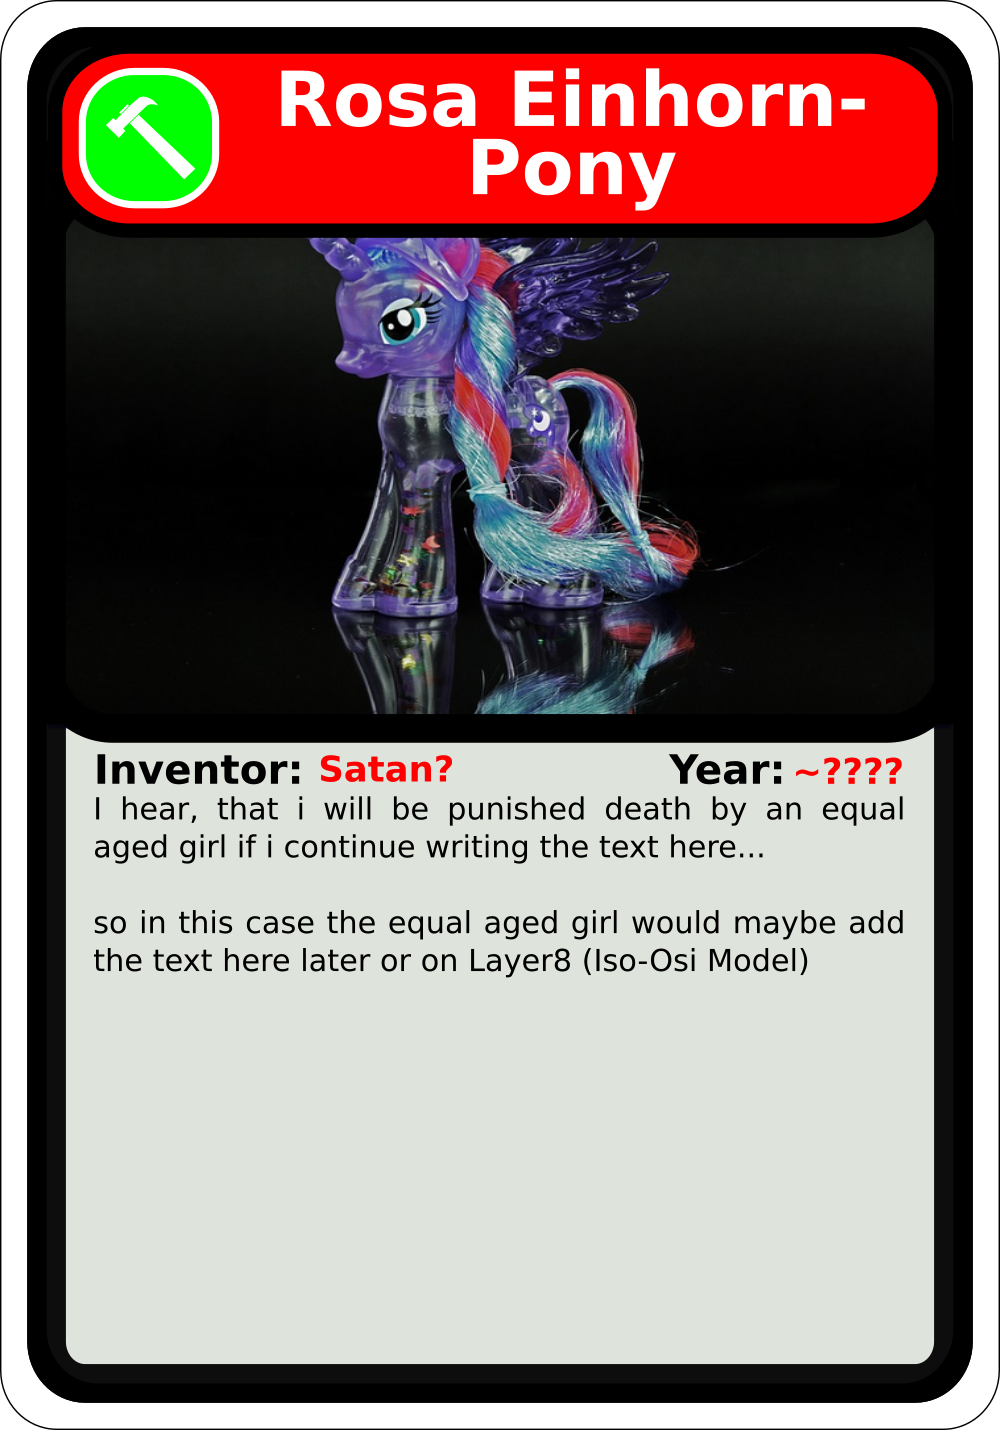 Rosa Einhorn-
Pony
Inventor: Satan? Year: ~????
I hear, that i will be punished death by an equal
aged girl if i continue writing the text here...
so in this case the equal aged girl would maybe add
the text here later or on Layer8 (Iso-Osi Model)